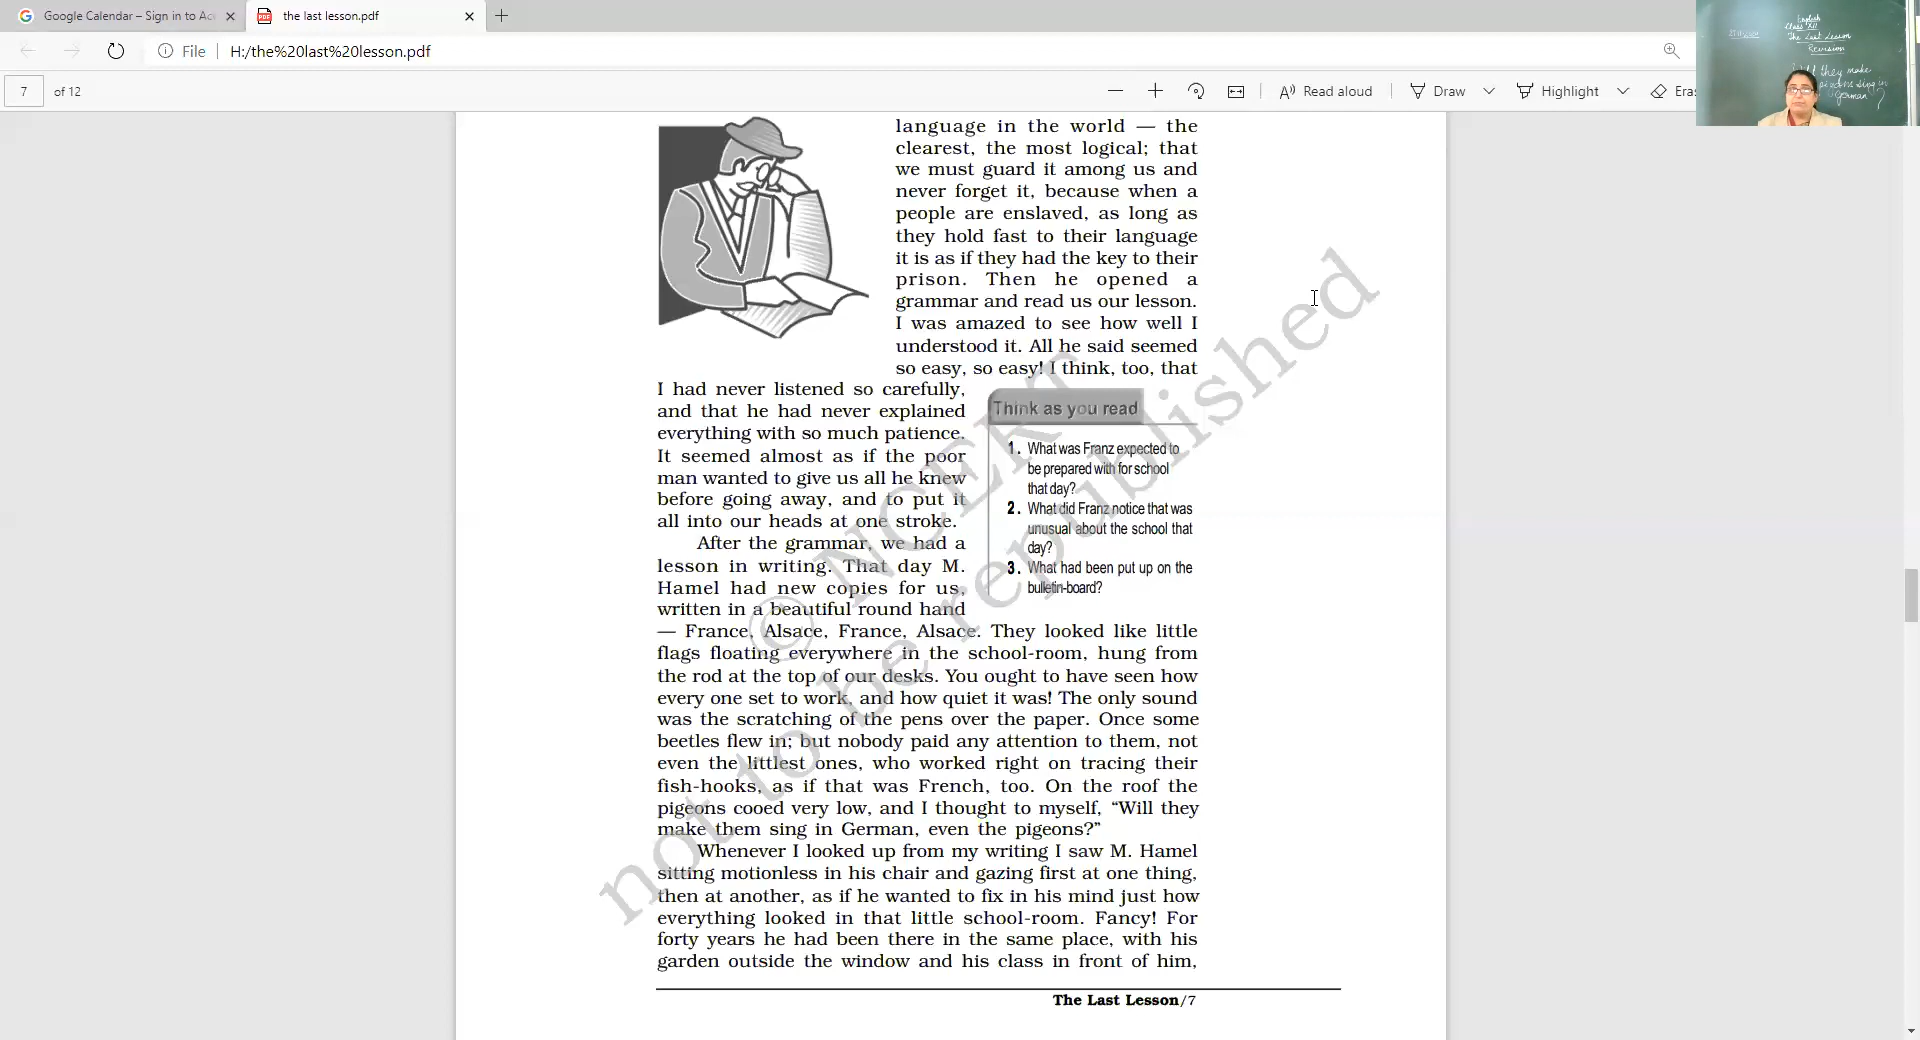 Google Calendar – Sign in to Ac
the last lesson.pdf
PDF
File
H:/the%20last%20lesson.pdf
7
of 12
Read aloud
Draw
Highlight
Eras
English
Class XII
The Last Lesson
Revision
Will they make
pigeons sing in
German ?
language in the world — the
clearest, the most logical; that
we must guard it among us and
never forget it, because when a
people are enslaved, as long as
they hold fast to their language
it is as if they had the key to their
prison. Then he opened a
grammar and read us our lesson.
I was amazed to see how well I
understood it. All he said seemed
so easy, so easy! I think, too, that
I had never listened so carefully,
and that he had never explained
everything with so much patience.
It seemed almost as if the poor
man wanted to give us all he knew
before going away, and to put it
all into our heads at one stroke.
After the grammar, we had a
lesson in writing. That day M.
Hamel had new copies for us,
written in a beautiful round hand
— France, Alsace, France, Alsace. They looked like little
flags floating everywhere in the school-room, hung from
the rod at the top of our desks. You ought to have seen how
every one set to work, and how quiet it was! The only sound
was the scratching of the pens over the paper. Once some
beetles flew in; but nobody paid any attention to them, not
even the littlest ones, who worked right on tracing their
fish-hooks, as if that was French, too. On the roof the
pigeons cooed very low, and I thought to myself, “Will they
make them sing in German, even the pigeons?”
Whenever I looked up from my writing I saw M. Hamel
sitting motionless in his chair and gazing first at one thing,
then at another, as if he wanted to fix in his mind just how
everything looked in that little school-room. Fancy! For
forty years he had been there in the same place, with his
garden outside the window and his class in front of him,
Think as you read
1. What was Franz expected to
be prepared with for school
that day?
2. What did Franz notice that was
unusual about the school that
day?
3. What had been put up on the
bulletin-board?
© NCERT
not to be republished
The Last Lesson/7